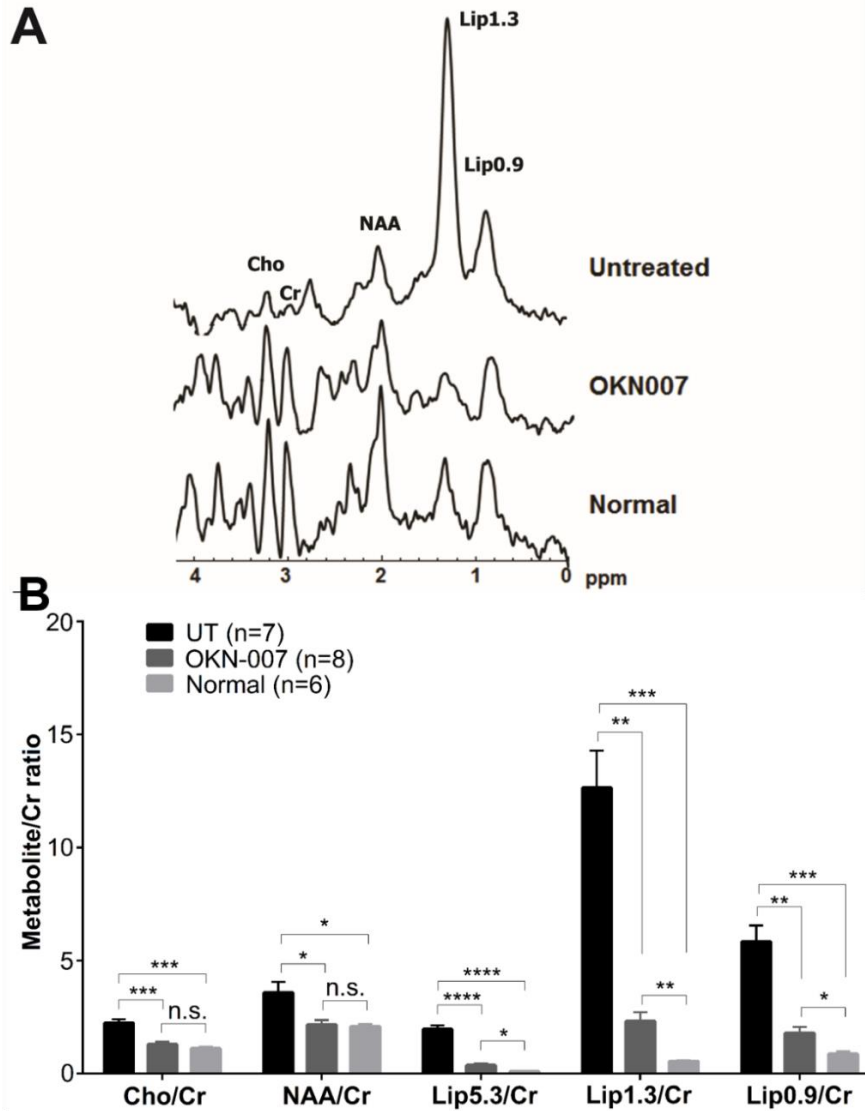 A
Lip1.3
Lip0.9
NAA
Cho
Cr
Untreated
OKN007
Normal
4 3 2 1 0 ppm
B
20
15
10
5
0
Metabolite/Cr ratio
UT (n=7)
OKN-007 (n=8)
Normal (n=6)
***
***
n.s.
*
*
n.s.
****
****
*
***
**
**
***
**
*
Cho/Cr NAA/Cr Lip5.3/Cr Lip1.3/Cr Lip0.9/Cr